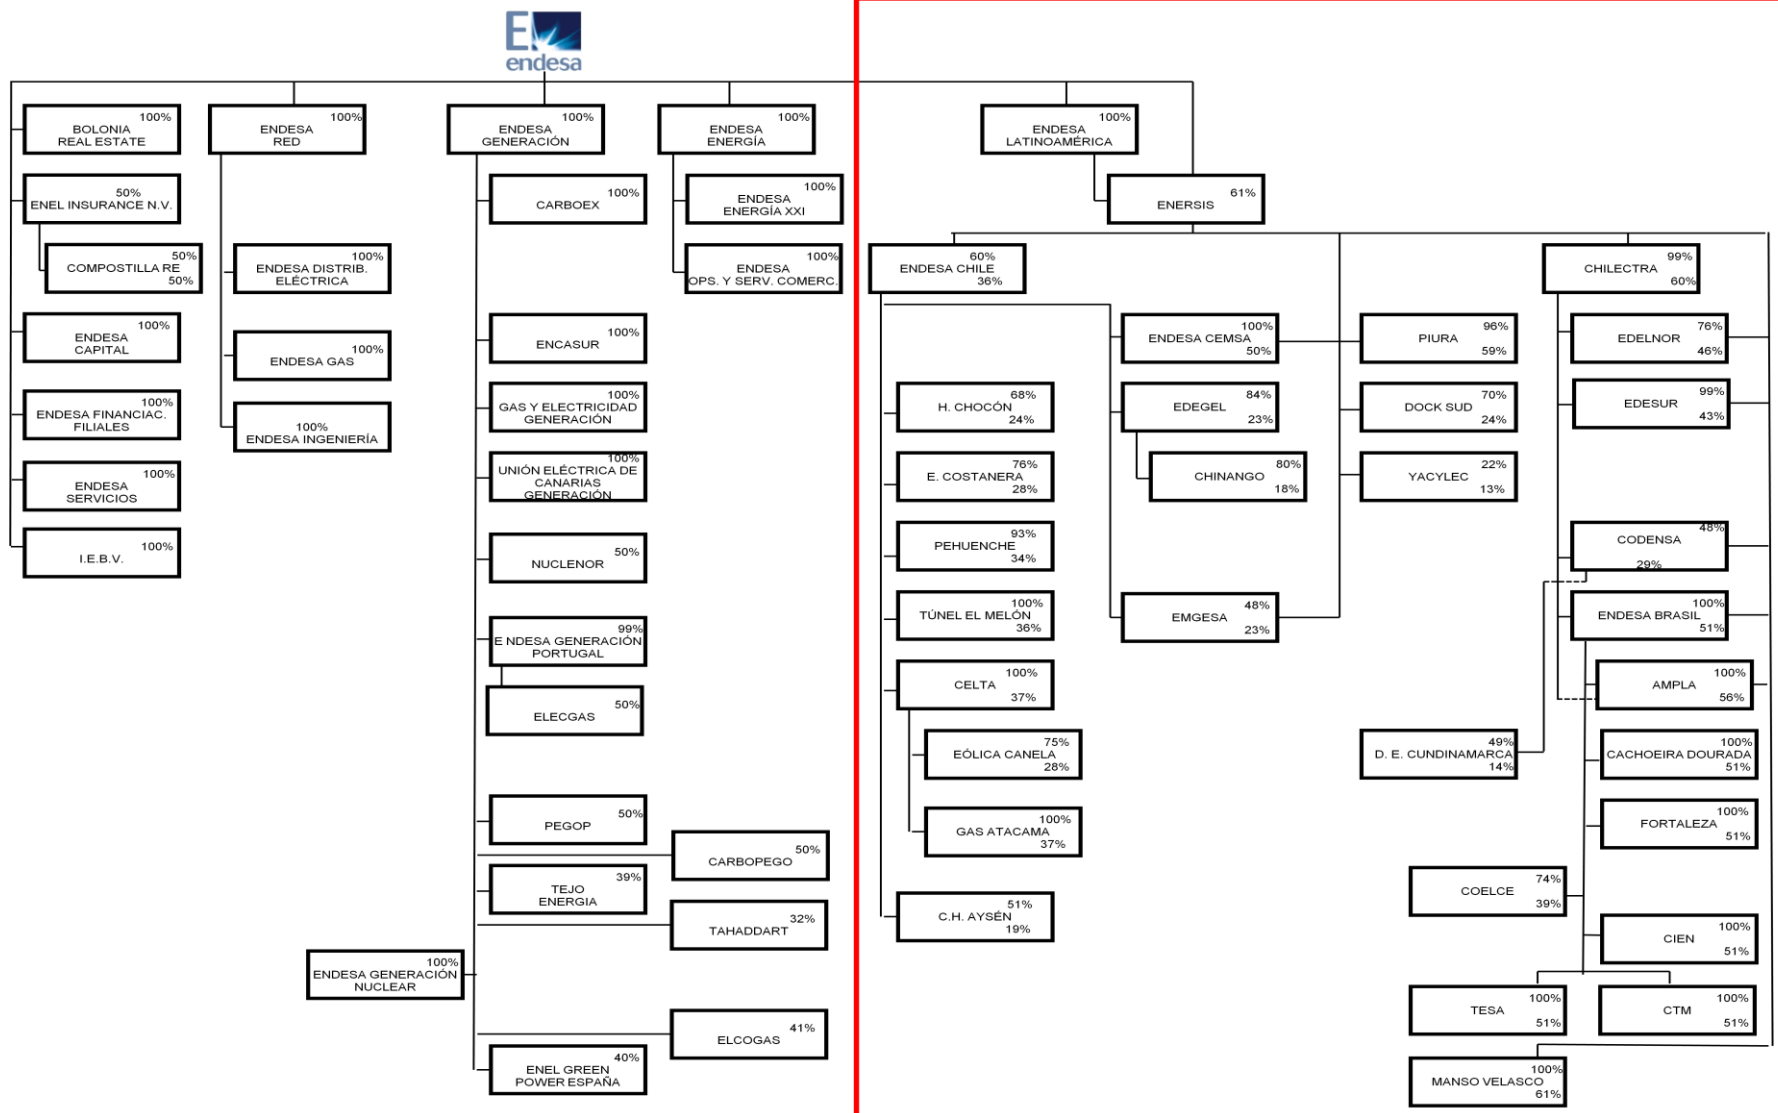 endesa
100%
BOLONIA
REAL ESTATE
50%
ENEL INSURANCE N.V.
50%
COMPOSTILLA RE
50%
100%
ENDESA
CAPITAL
100%
ENDESA FINANCIAC.
FILIALES
100%
ENDESA
SERVICIOS
100%
I.E.B.V.
100%
ENDESA
RED
100%
ENDESA DISTRIB.
ELÉCTRICA
100%
ENDESA GAS
100%
ENDESA INGENIERÍA
100%
ENDESA
GENERACIÓN
100%
CARBOEX
100%
ENCASUR
100%
GAS Y ELECTRICIDAD
GENERACIÓN
100%
UNIÓN ELÉCTRICA DE
CANARIAS
GENERACIÓN
50%
NUCLENOR
99%
E NDESA GENERACIÓN
PORTUGAL
50%
ELECGAS
50%
PEGOP
50%
CARBOPEGO
39%
TEJO
ENERGIA
32%
TAHADDART
100%
ENDESA GENERACIÓN
NUCLEAR
41%
ELCOGAS
40%
ENEL GREEN
POWER ESPAÑA
100%
ENDESA
ENERGÍA
100%
ENDESA
ENERGÍA XXI
100%
ENDESA
OPS. Y SERV. COMERC.
100%
ENDESA
LATINOAMÉRICA
61%
ENERSIS
60%
ENDESA CHILE
36%
68%
H. CHOCÓN
24%
76%
E. COSTANERA
28%
93%
PEHUENCHE
34%
100%
TÚNEL EL MELÓN
36%
100%
CELTA
37%
75%
EÓLICA CANELA
28%
100%
GAS ATACAMA
37%
51%
C.H. AYSÉN
19%
100%
ENDESA CEMSA
50%
84%
EDEGEL
23%
80%
CHINANGO
18%
48%
EMGESA
23%
96%
PIURA
59%
70%
DOCK SUD
24%
22%
YACYLEC
13%
99%
CHILECTRA
60%
76%
EDELNOR
46%
99%
EDESUR
43%
48%
CODENSA
29%
49%
D. E. CUNDINAMARCA
14%
100%
ENDESA BRASIL
51%
100%
AMPLA
56%
100%
CACHOEIRA DOURADA
51%
100%
FORTALEZA
51%
74%
COELCE
39%
100%
CIEN
51%
100%
TESA
51%
100%
CTM
51%
100%
MANSO VELASCO
61%